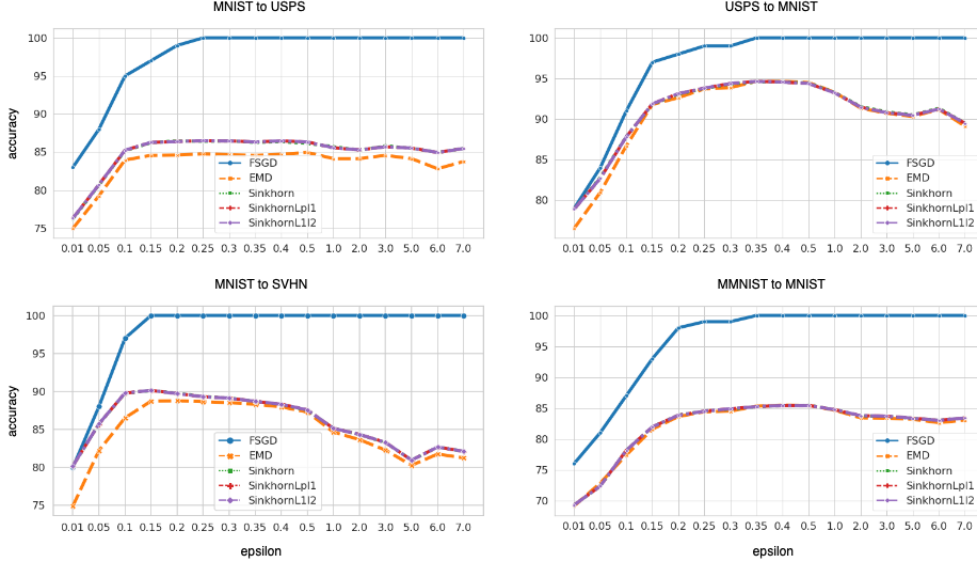 MNIST to USPS
100
95
90
85
80
75
accuracy
FSGD
EMD
Sinkhorn
SinkhornLpl1
SinkhornL1l2
0.01 0.05 0.1 0.15 0.2 0.25 0.3 0.35 0.4 0.5 1.0 2.0 3.0 5.0 6.0 7.0
USPS to MNIST
100
95
90
85
80
FSGD
EMD
Sinkhorn
SinkhornLpl1
SinkhornL1l2
0.01 0.05 0.1 0.15 0.2 0.25 0.3 0.35 0.4 0.5 1.0 2.0 3.0 5.0 6.0 7.0
MNIST to SVHN
100
95
90
85
80
75
accuracy
FSGD
EMD
Sinkhorn
SinkhornLpl1
SinkhornL1l2
0.01 0.05 0.1 0.15 0.2 0.25 0.3 0.35 0.4 0.5 1.0 2.0 3.0 5.0 6.0 7.0
epsilon
MMNIST to MNIST
100
95
90
85
80
75
70
FSGD
EMD
Sinkhorn
SinkhornLpl1
SinkhornL1l2
0.01 0.05 0.1 0.15 0.2 0.25 0.3 0.35 0.4 0.5 1.0 2.0 3.0 5.0 6.0 7.0
epsilon